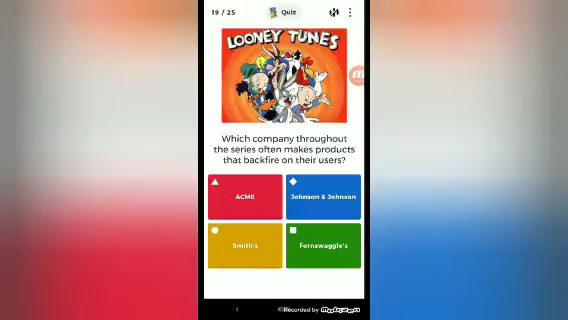 19 / 25
Quiz
LOONEY TUNES
Which company throughout
the series often makes products
that backfire on their users?
ACME
Johnson & Johnson
Smith's
Fornswaggle's
Recorded by